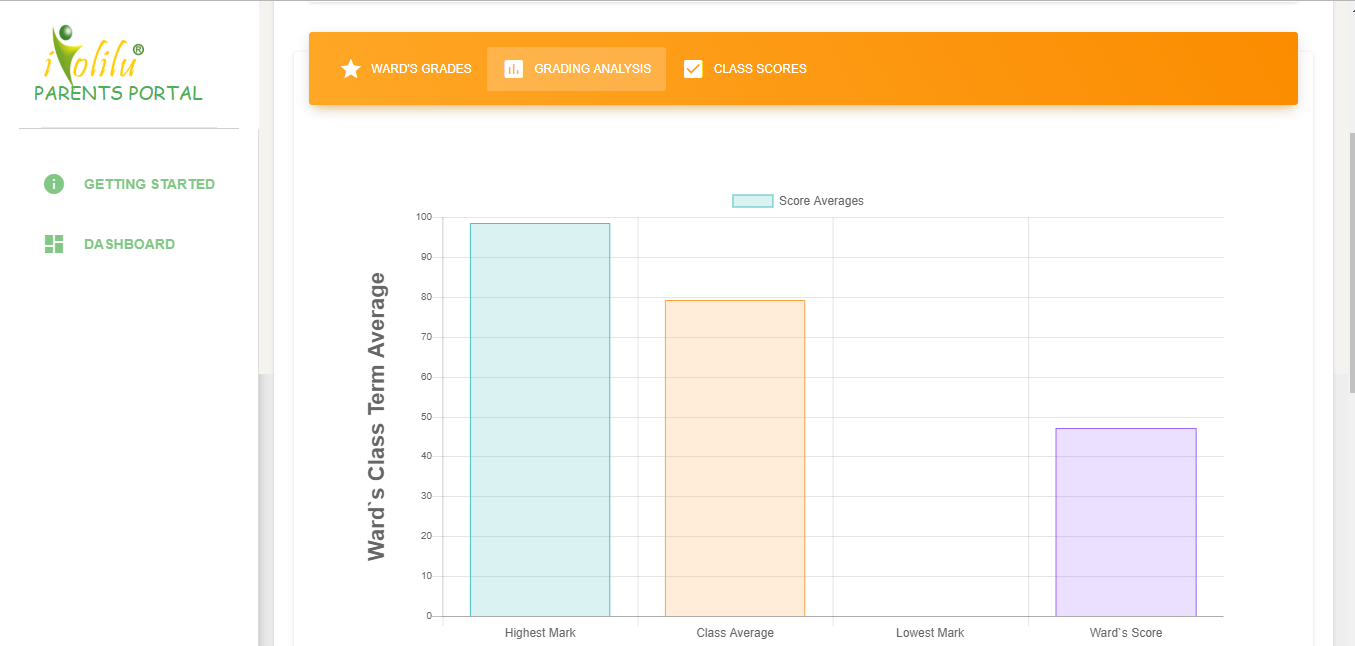 iYolilu®
PARENTS PORTAL
GETTING STARTED
DASHBOARD
WARD'S GRADES
GRADING ANALYSIS
CLASS SCORES
Score Averages
Ward`s Class Term Average
100
90
80
70
60
50
40
30
20
10
0
Highest Mark
Class Average
Lowest Mark
Ward`s Score